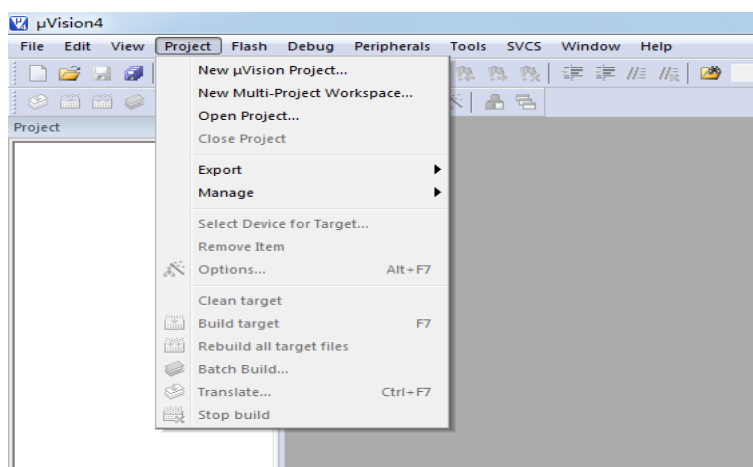 µVision4
File Edit View Project Flash Debug Peripherals Tools SVCS Window Help
New µVision Project...
New Multi-Project Workspace...
Open Project...
Close Project
Export
Manage
Select Device for Target...
Remove Item
Options... Alt+F7
Clean target
Build target F7
Rebuild all target files
Batch Build...
Translate... Ctrl+F7
Stop build
Project